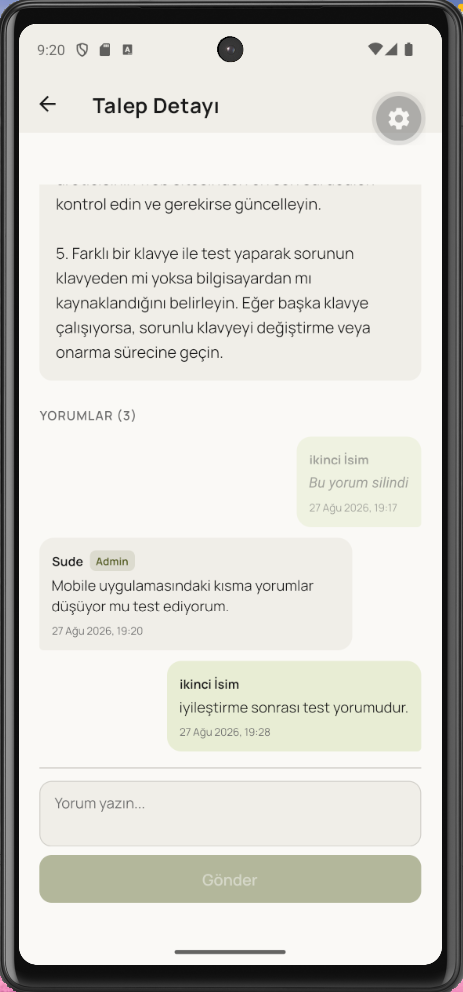 9:20
Talep Detayı
kontrol edin ve gerekirse güncelleyin.
5. Farklı bir klavye ile test yaparak sorunun
klavyeden mi yoksa bilgisayardan mı
kaynaklandığını belirleyin. Eğer başka klavye
çalışıyorsa, sorunlu klavyeyi değiştirme veya
onarma sürecine geçin.
YORUMLAR (3)
ikinci İsim
Bu yorum silindi
27 Ağu 2026, 19:17
Sude Admin
Mobile uygulamasındaki kısma yorumlar
düşüyor mu test ediyorum.
27 Ağu 2026, 19:20
ikinci İsim
iyileştirme sonrası test yorumudur.
27 Ağu 2026, 19:28
Yorum yazın...
Gönder